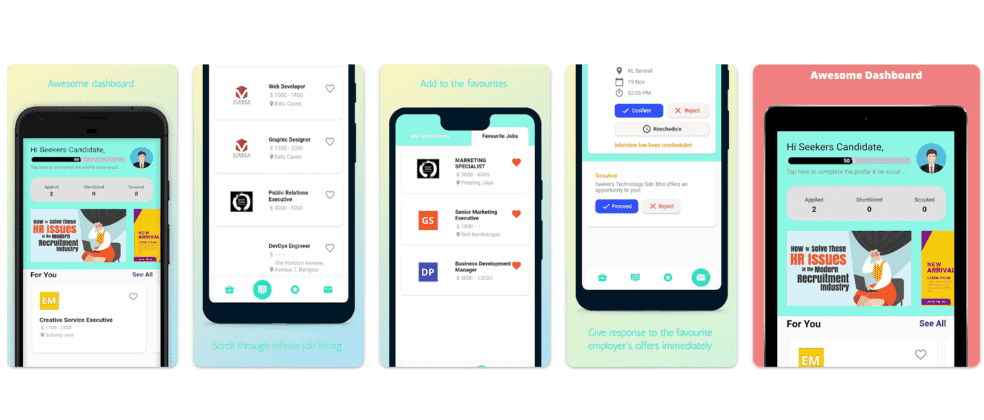 Awesome dashboard
Hi Seekers Candidate,
50
Tap here to complete the profile & be scout ...
Applied
2
Shortlisted
0
Scouted
0
How to Solve These
HR ISSUES
in the Modern
Recruitment
Industry
NEW
ARRIVAL
For You
See All
EM
Creative Service Executive
$ 1700 - 2300
Subang Jaya
Web Developer
$ 1500 - 1800
Batu Caves
Graphic Designer
$ 1700 - 2000
Batu Caves
Public Relations
Executive
$ 4000 - 5000
DevOps Engineer
$ - - -
The Horizon Annexe,
Avenue 7, Bangsar
Scroll through infinite job listing
Add to the favourites
My Applications
Favourite Jobs
MARKETING
SPECIALIST
$ 3000 - 6000
Petaling Jaya
GS
Senior Marketing
Executive
$ 1800 - -
Seri Kembangan
DP
Business Development
Manager
$ 5000 - 12000
KL Sentral
19 Nov
02:00 PM
Confirm
Reject
Reschedule
Interview has been rescheduled
Scouted
Seekers Technology Sdn Bhd offers an
opportunity to you!
Proceed
Reject
Give response to the favourite
employer's offers immediately
Awesome Dashboard
Hi Seekers Candidate,
50
Tap here to complete the profile & be scout ...
Applied
2
Shortlisted
0
Scouted
0
How to Solve These
HR ISSUES
in the Modern
Recruitment
Industry
NEW
ARRIVAL
For You
See All
EM